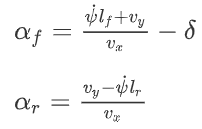 α_f = (ψ̇l_f + v_y)/v_x − δ
α_r = (v_y − ψ̇l_r)/v_x